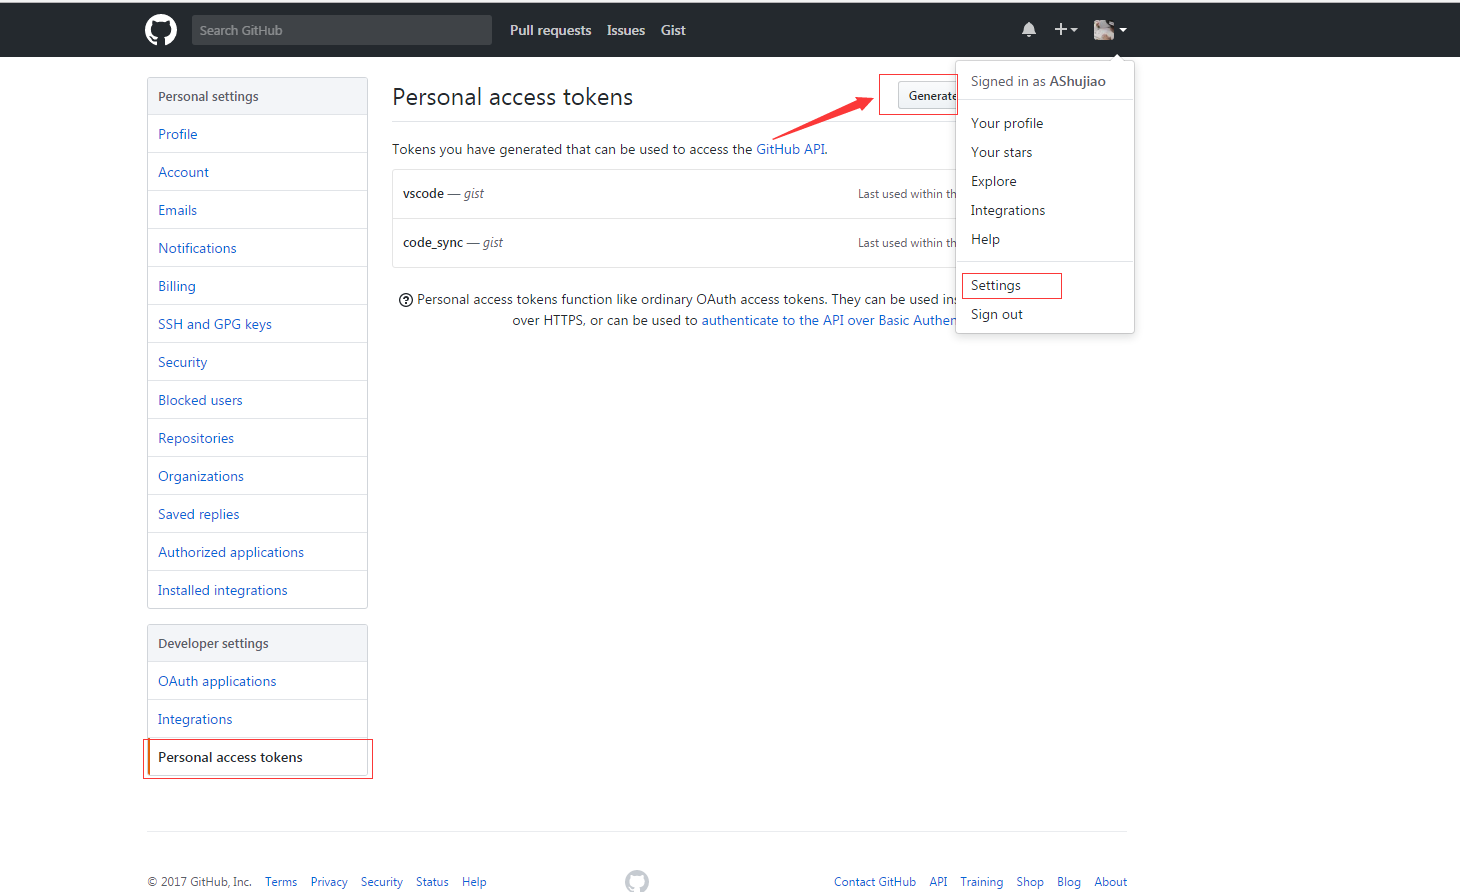 Search GitHub Pull requests Issues Gist
Signed in as AShujiao
Your profile
Your stars
Explore
Integrations
Help
Settings
Sign out
Personal settings
Profile
Account
Emails
Notifications
Billing
SSH and GPG keys
Security
Blocked users
Repositories
Organizations
Saved replies
Authorized applications
Installed integrations
Developer settings
OAuth applications
Integrations
Personal access tokens
Personal access tokens
Generate
Tokens you have generated that can be used to access the GitHub API.
vscode — gist Last used within th
code_sync — gist Last used within th
Personal access tokens function like ordinary OAuth access tokens. They can be used ins
over HTTPS, or can be used to authenticate to the API over Basic Authen
© 2017 GitHub, Inc. Terms Privacy Security Status Help Contact GitHub API Training Shop Blog About